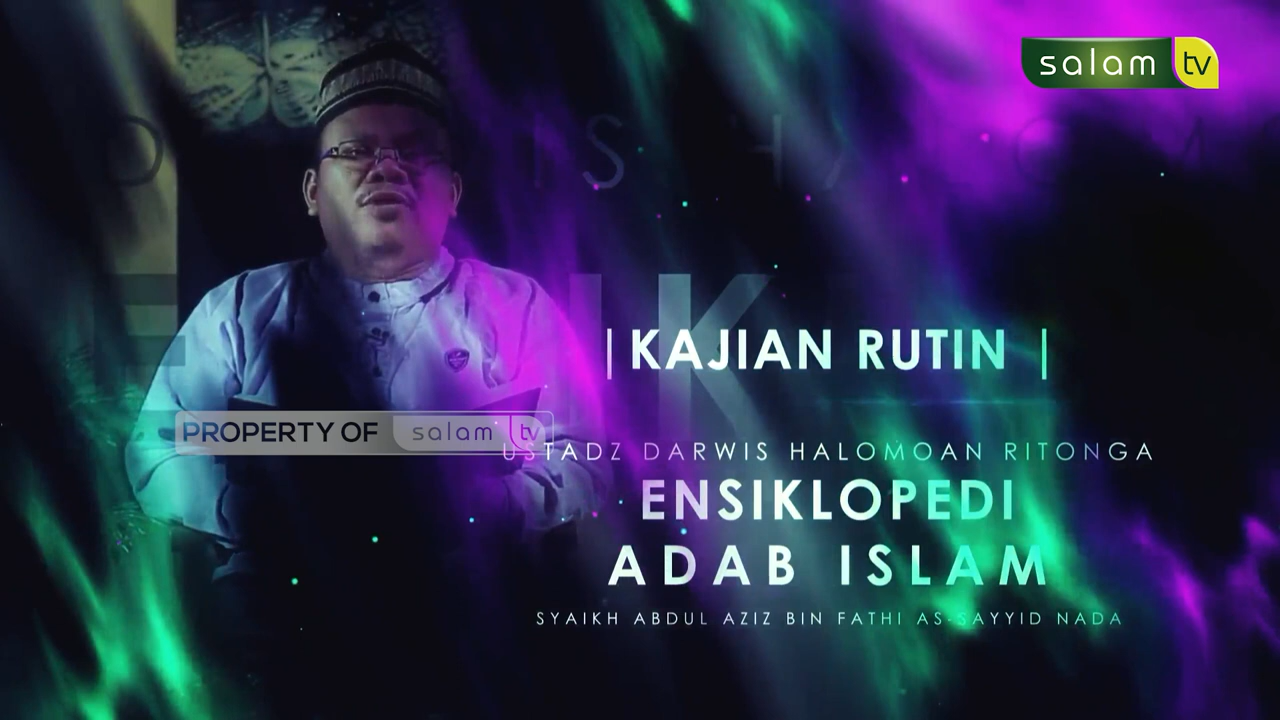 salam tv
| KAJIAN RUTIN |
PROPERTY OF salam tv
USTADZ DARWIS HALOMOAN RITONGA
ENSIKLOPEDI
ADAB ISLAM
SYAIKH ABDUL AZIZ BIN FATHI AS-SAYYID NADA